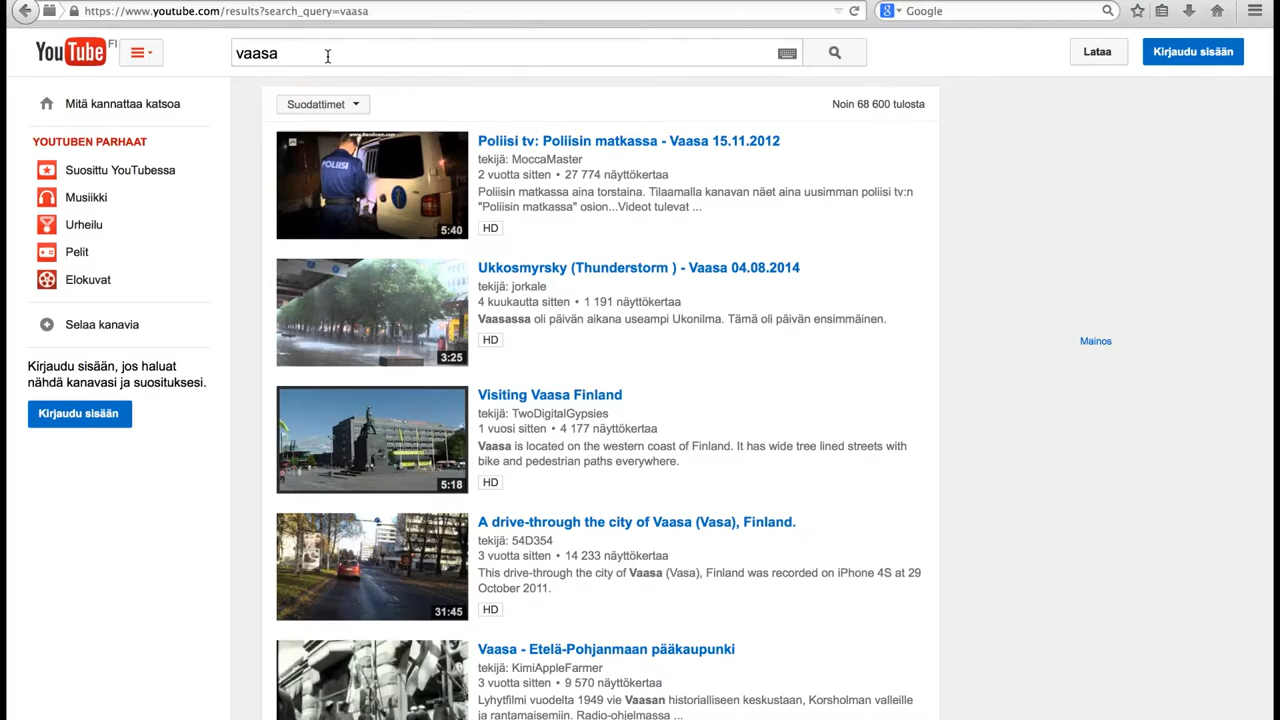 https://www.youtube.com/results?search_query=vaasa
Google
YouTube FI
vaasa
Lataa
Kirjaudu sisään
Mitä kannattaa katsoa
YOUTUBEN PARHAAT
Suosittu YouTubessa
Musiikki
Urheilu
Pelit
Elokuvat
Selaa kanavia
Kirjaudu sisään, jos haluat
nähdä kanavasi ja suosituksesi.
Kirjaudu sisään
Suodattimet
Noin 68 600 tulosta
POLIISI
5:40
Poliisi tv: Poliisin matkassa - Vaasa 15.11.2012
tekijä: MoccaMaster
2 vuotta sitten • 27 774 näyttökertaa
Poliisin matkassa aina torstaina. Tilaamalla kanavan näet aina uusimman poliisi tv:n
"Poliisin matkassa" osion...Videot tulevat ...
HD
3:25
Ukkosmyrsky (Thunderstorm ) - Vaasa 04.08.2014
tekijä: jorkale
4 kuukautta sitten • 1 191 näyttökertaa
Vaasassa oli päivän aikana useampi Ukonilma. Tämä oli päivän ensimmäinen.
HD
5:18
Visiting Vaasa Finland
tekijä: TwoDigitalGypsies
1 vuosi sitten • 4 177 näyttökertaa
Vaasa is located on the western coast of Finland. It has wide tree lined streets with
bike and pedestrian paths everywhere.
HD
31:45
A drive-through the city of Vaasa (Vasa), Finland.
tekijä: 54D354
3 vuotta sitten • 14 233 näyttökertaa
This drive-through the city of Vaasa (Vasa), Finland was recorded on iPhone 4S at 29
October 2011.
HD
Vaasa - Etelä-Pohjanmaan pääkaupunki
tekijä: KimiAppleFarmer
3 vuotta sitten • 9 570 näyttökertaa
Lyhytfilmi vuodelta 1949 vie Vaasan historialliseen keskustaan, Korsholman valleille
ja rantamaisemiin. Radio-ohjelmassa ...
Mainos